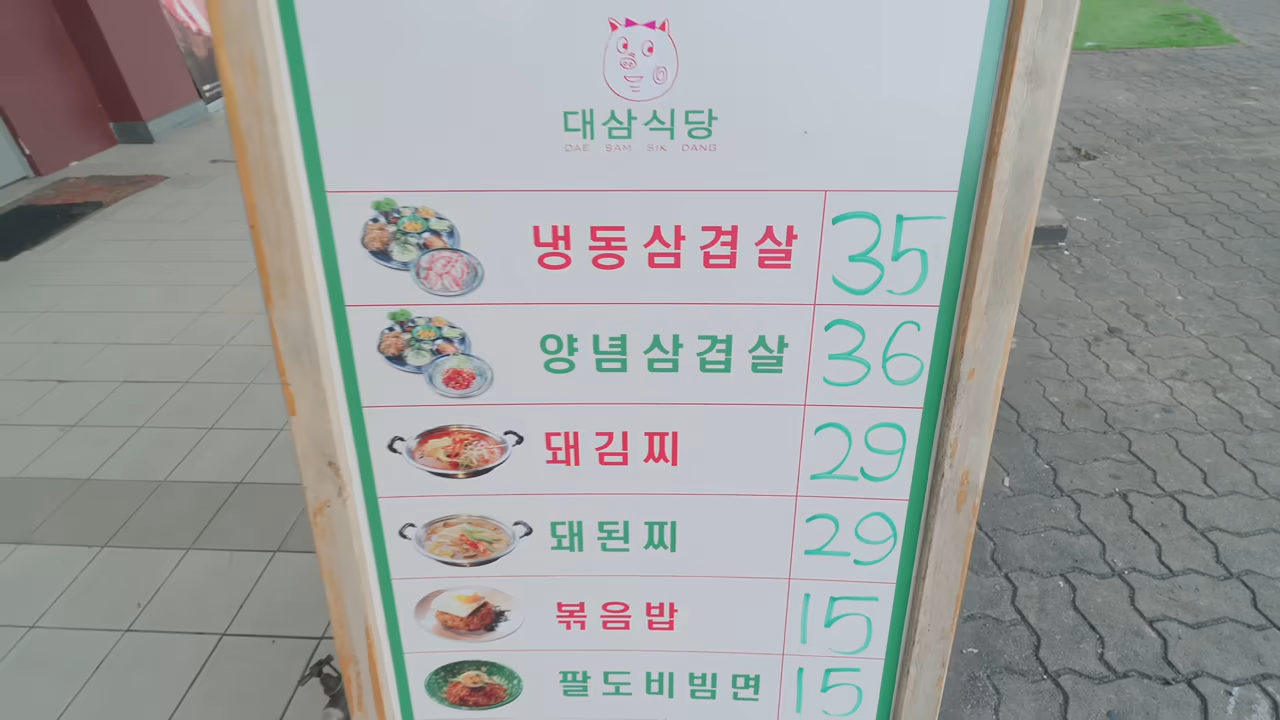 대삼식당
DAE SAM SIK DANG
냉동삼겹살 35
양념삼겹살 36
돼김찌 29
돼된찌 29
볶음밥 15
팔도비빔면 15